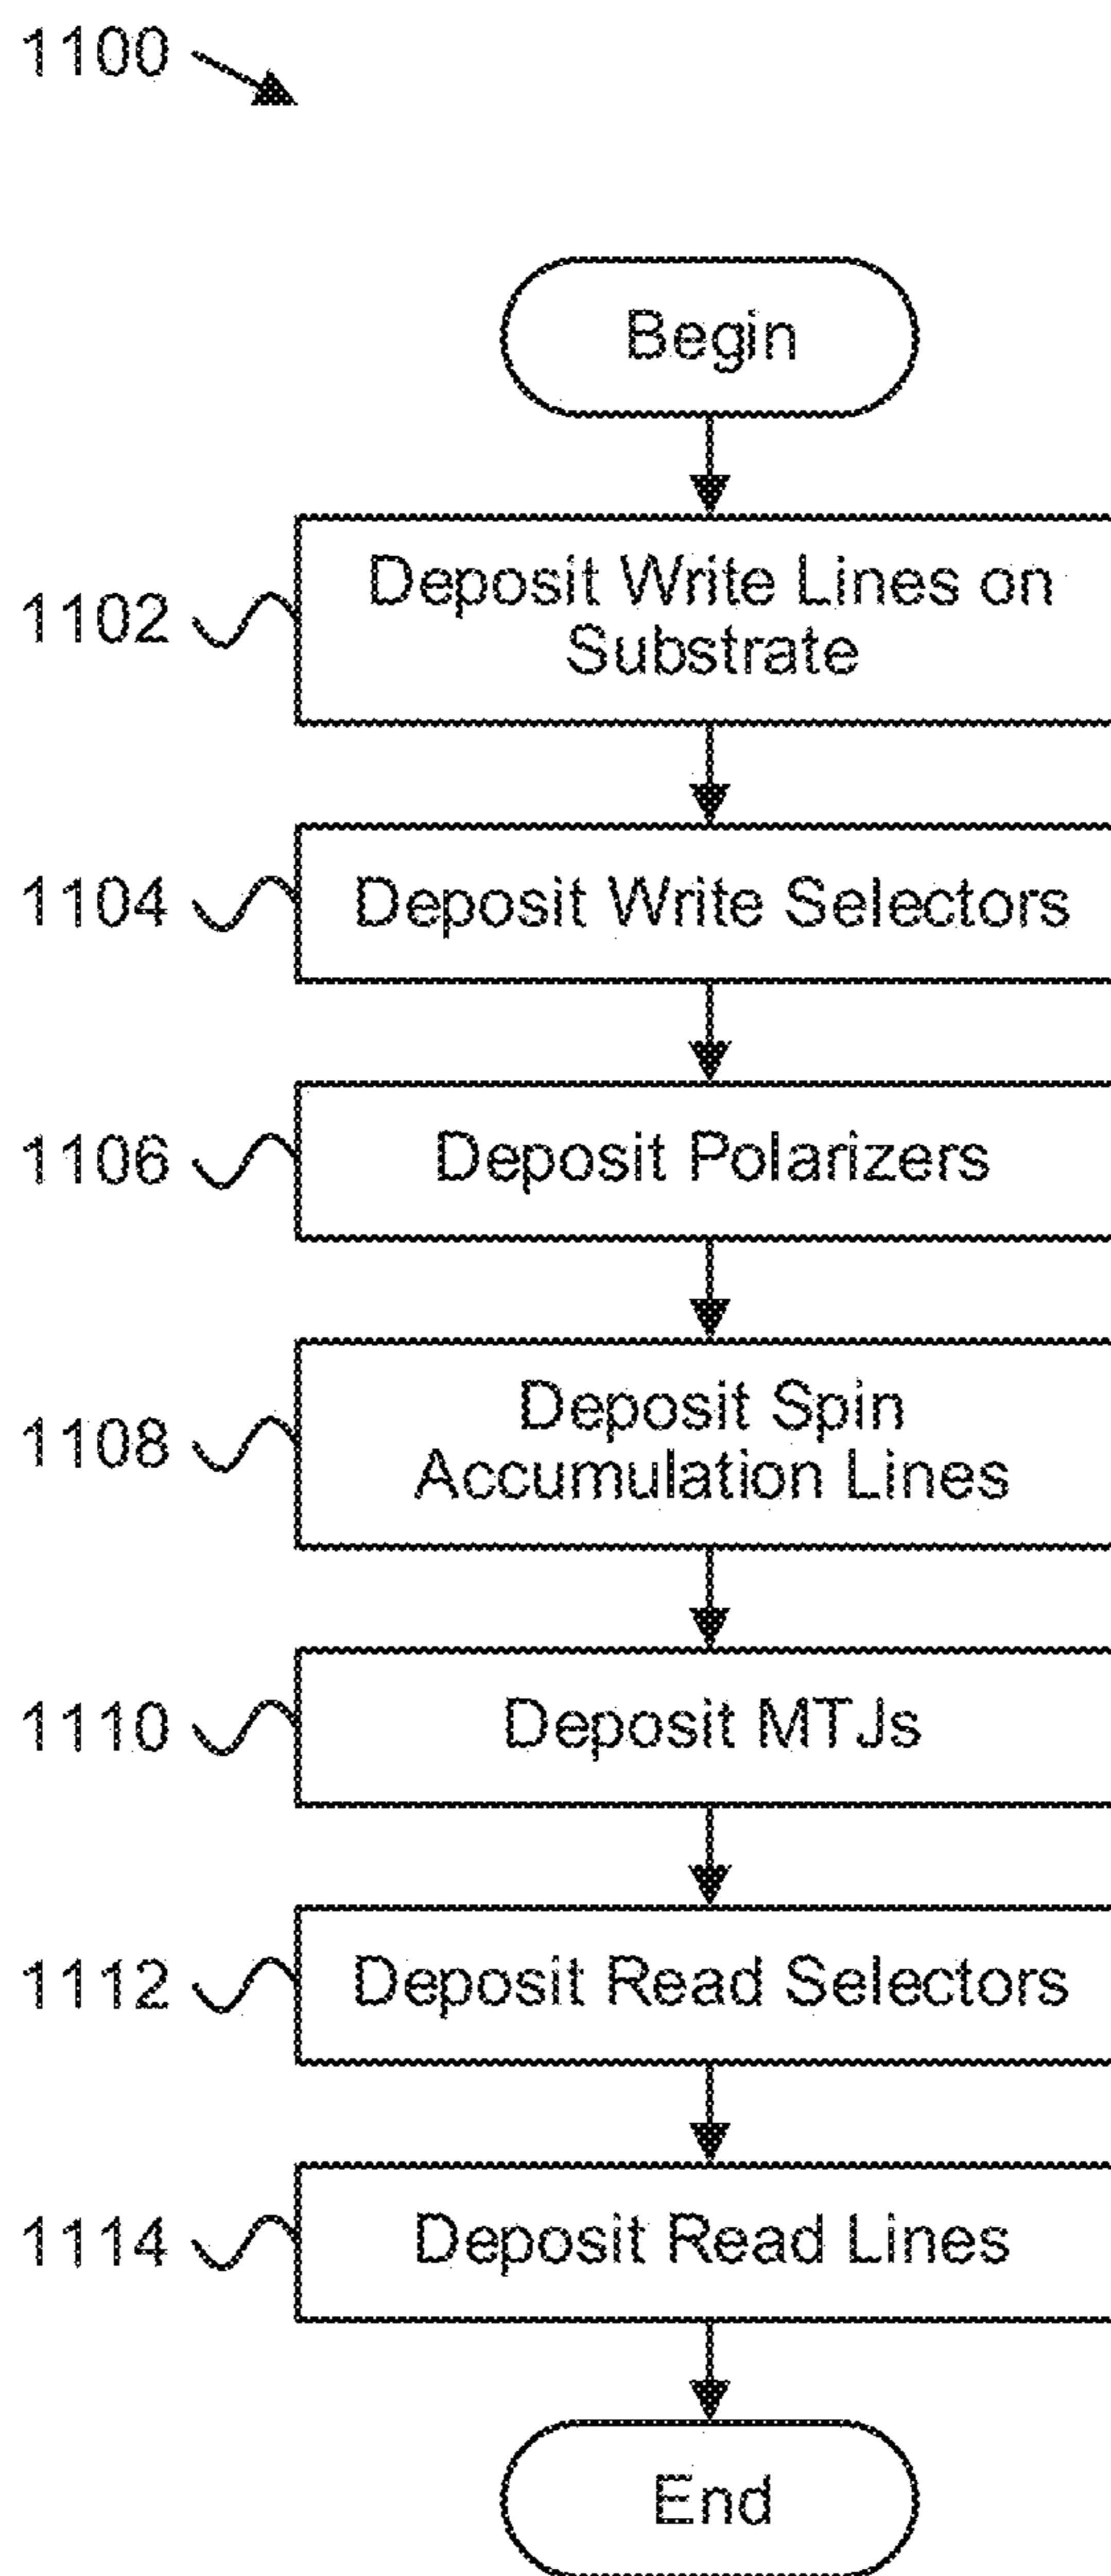 1100
Begin
1102
Deposit Write Lines on
Substrate
1104
Deposit Write Selectors
1106
Deposit Polarizers
1108
Deposit Spin
Accumulation Lines
1110
Deposit MTJs
1112
Deposit Read Selectors
1114
Deposit Read Lines
End